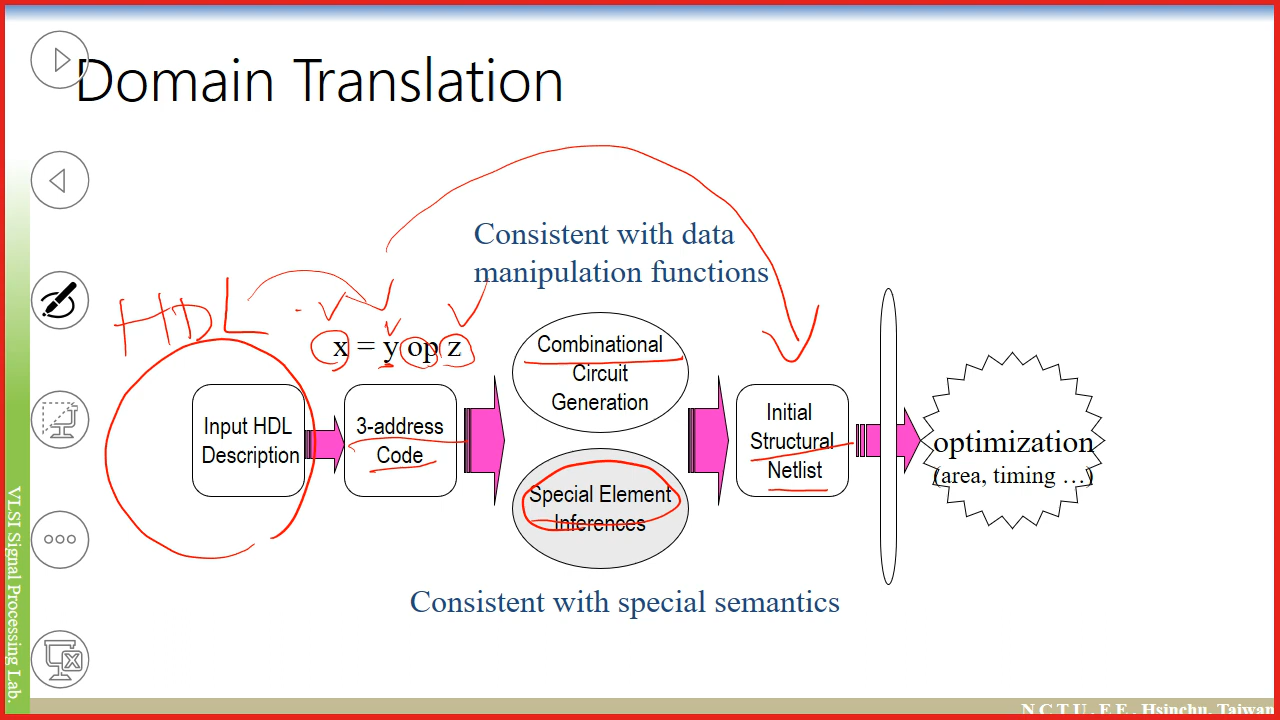 Domain Translation
Consistent with data
manipulation functions
HDL
x = y op z
Input HDL
Description
3-address
Code
Combinational
Circuit
Generation
Special Element
Inferences
Initial
Structural
Netlist
optimization
(area, timing …)
Consistent with special semantics
VLSI Signal Processing Lab.
N C T U . E E . Hsinchu, Taiwan